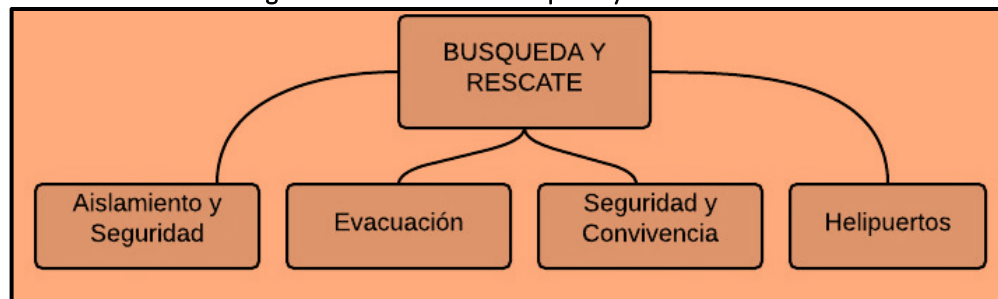 BUSQUEDA Y
RESCATE
Aislamiento y
Seguridad
Evacuación
Seguridad y
Convivencia
Helipuertos